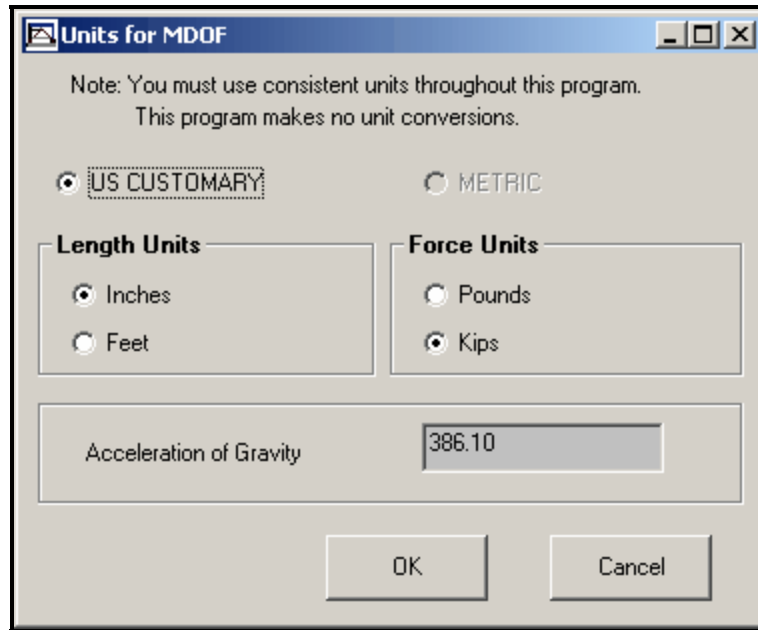 Units for MDOF
Note: You must use consistent units throughout this program.
This program makes no unit conversions.
US CUSTOMARY
METRIC
Length Units
Inches
Feet
Force Units
Pounds
Kips
Acceleration of Gravity
386.10
OK
Cancel